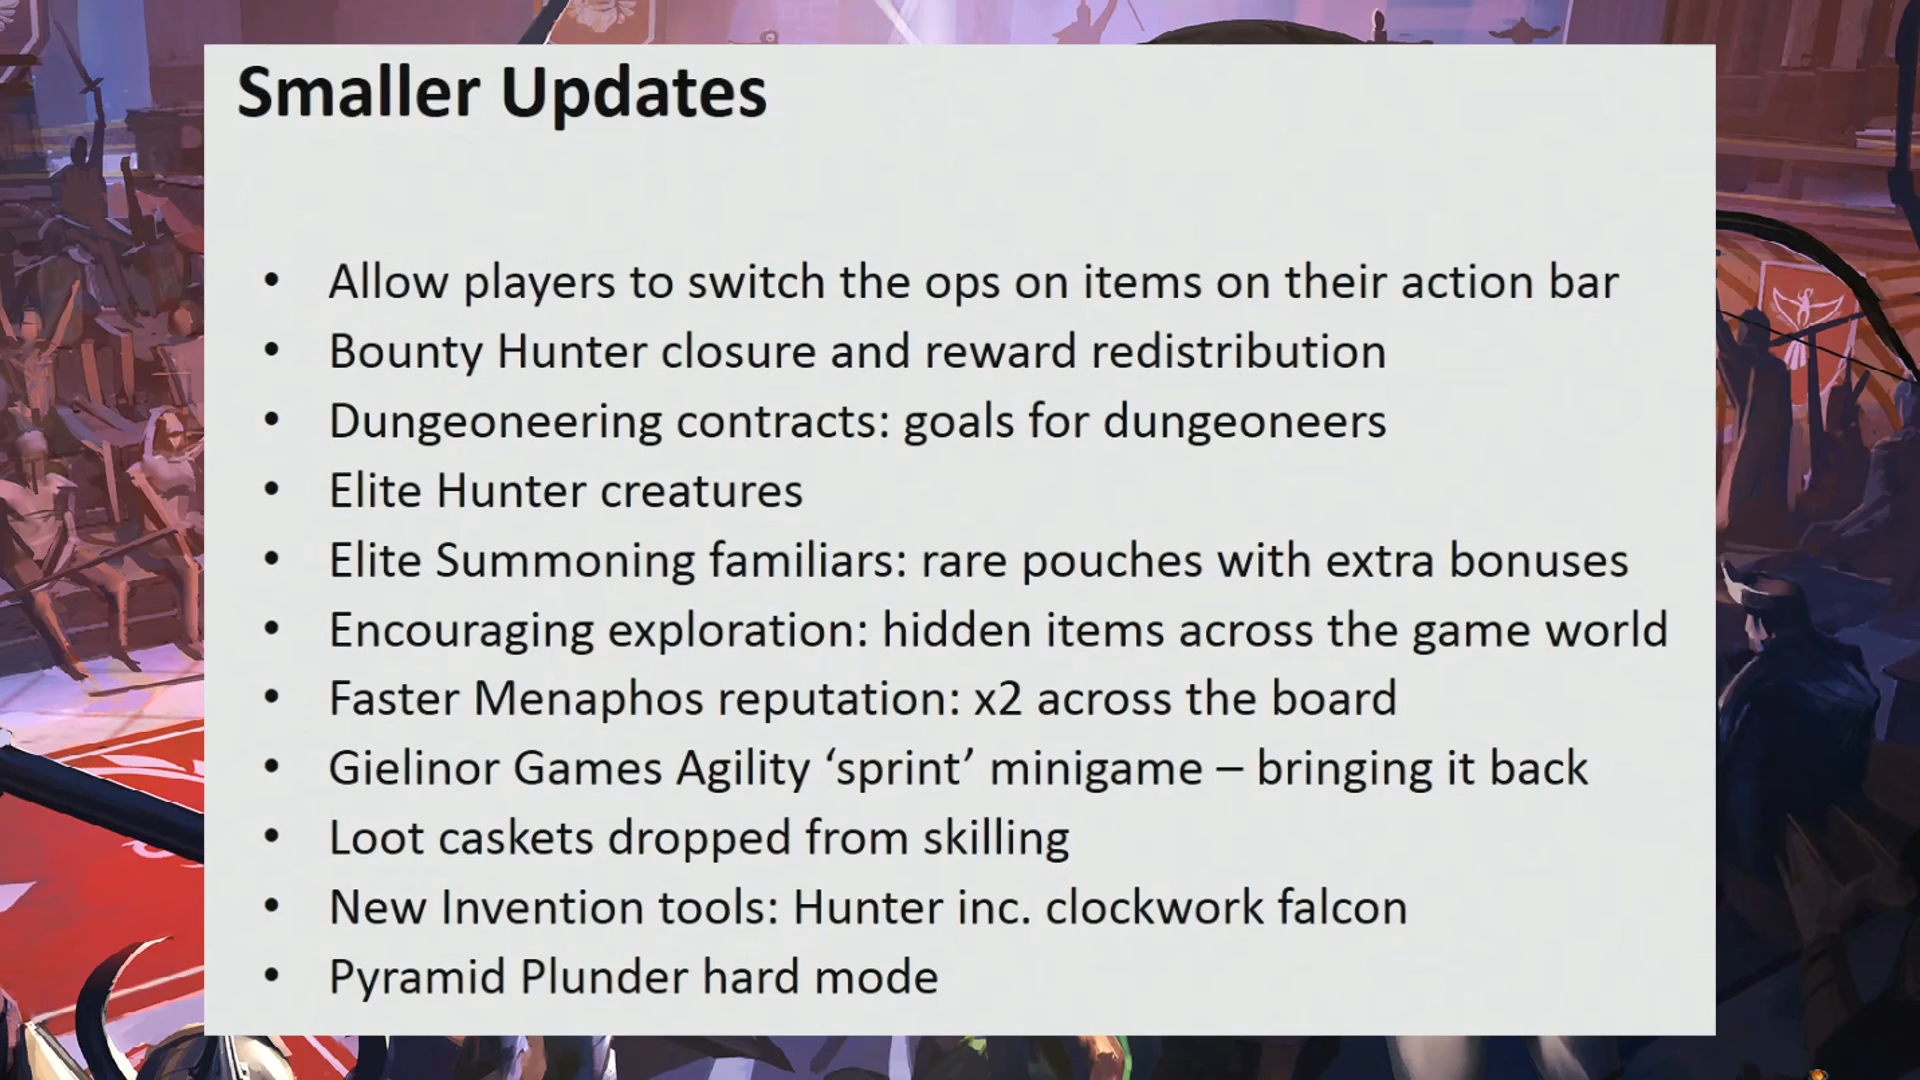 Smaller Updates
• Allow players to switch the ops on items on their action bar
• Bounty Hunter closure and reward redistribution
• Dungeoneering contracts: goals for dungeoneers
• Elite Hunter creatures
• Elite Summoning familiars: rare pouches with extra bonuses
• Encouraging exploration: hidden items across the game world
• Faster Menaphos reputation: x2 across the board
• Gielinor Games Agility ‘sprint’ minigame – bringing it back
• Loot caskets dropped from skilling
• New Invention tools: Hunter inc. clockwork falcon
• Pyramid Plunder hard mode